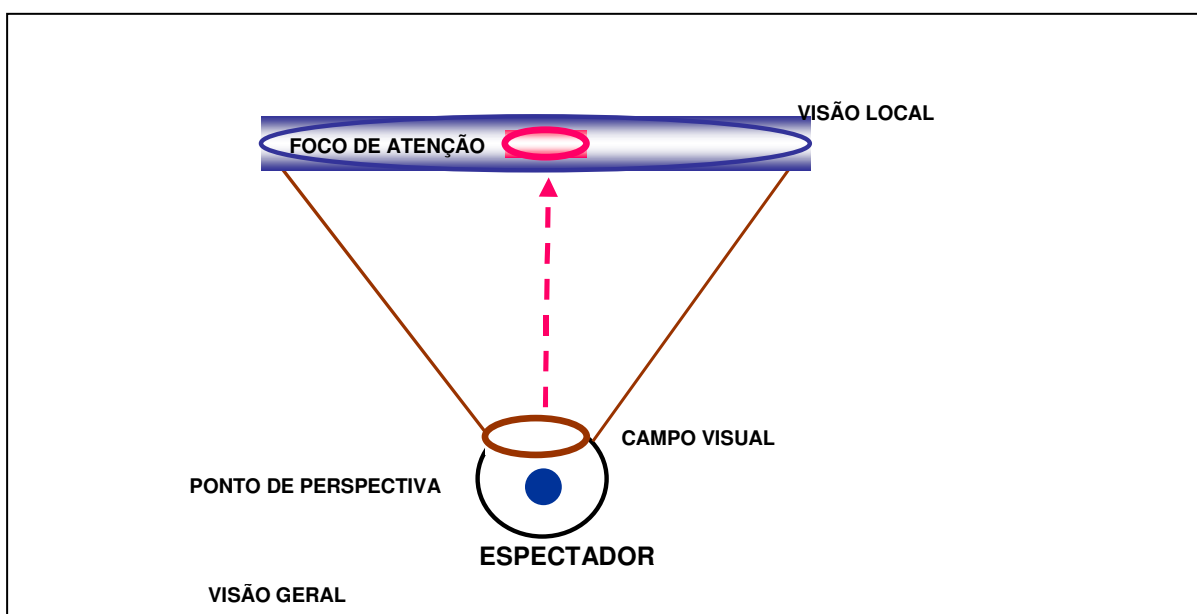 VISÃO LOCAL
FOCO DE ATENÇÃO
CAMPO VISUAL
PONTO DE PERSPECTIVA
ESPECTADOR
VISÃO GERAL